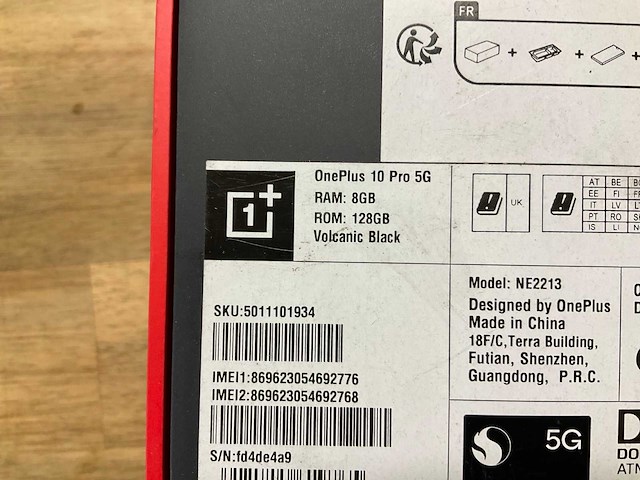 FR
+ + +
OnePlus 10 Pro 5G
RAM: 8GB
ROM: 128GB
Volcanic Black
1+
UK
AT BE
EE FI
IT LV
PT RO
IS LI
SKU:5011101934
IMEI1:869623054692776
IMEI2:869623054692768
S/N:fd4de4a9
Model: NE2213
Designed by OnePlus
Made in China
18F/C,Terra Building,
Futian, Shenzhen,
Guangdong, P.R.C.
5G